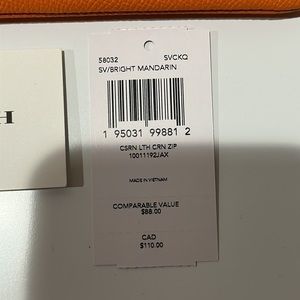 58032 SVCKQ
SV/BRIGHT MANDARIN
1 95031 99881 2
CSRN LTH CRN ZIP
10011192JAX
MADE IN VIETNAM
COMPARABLE VALUE
$88.00
CAD
$110.00
H